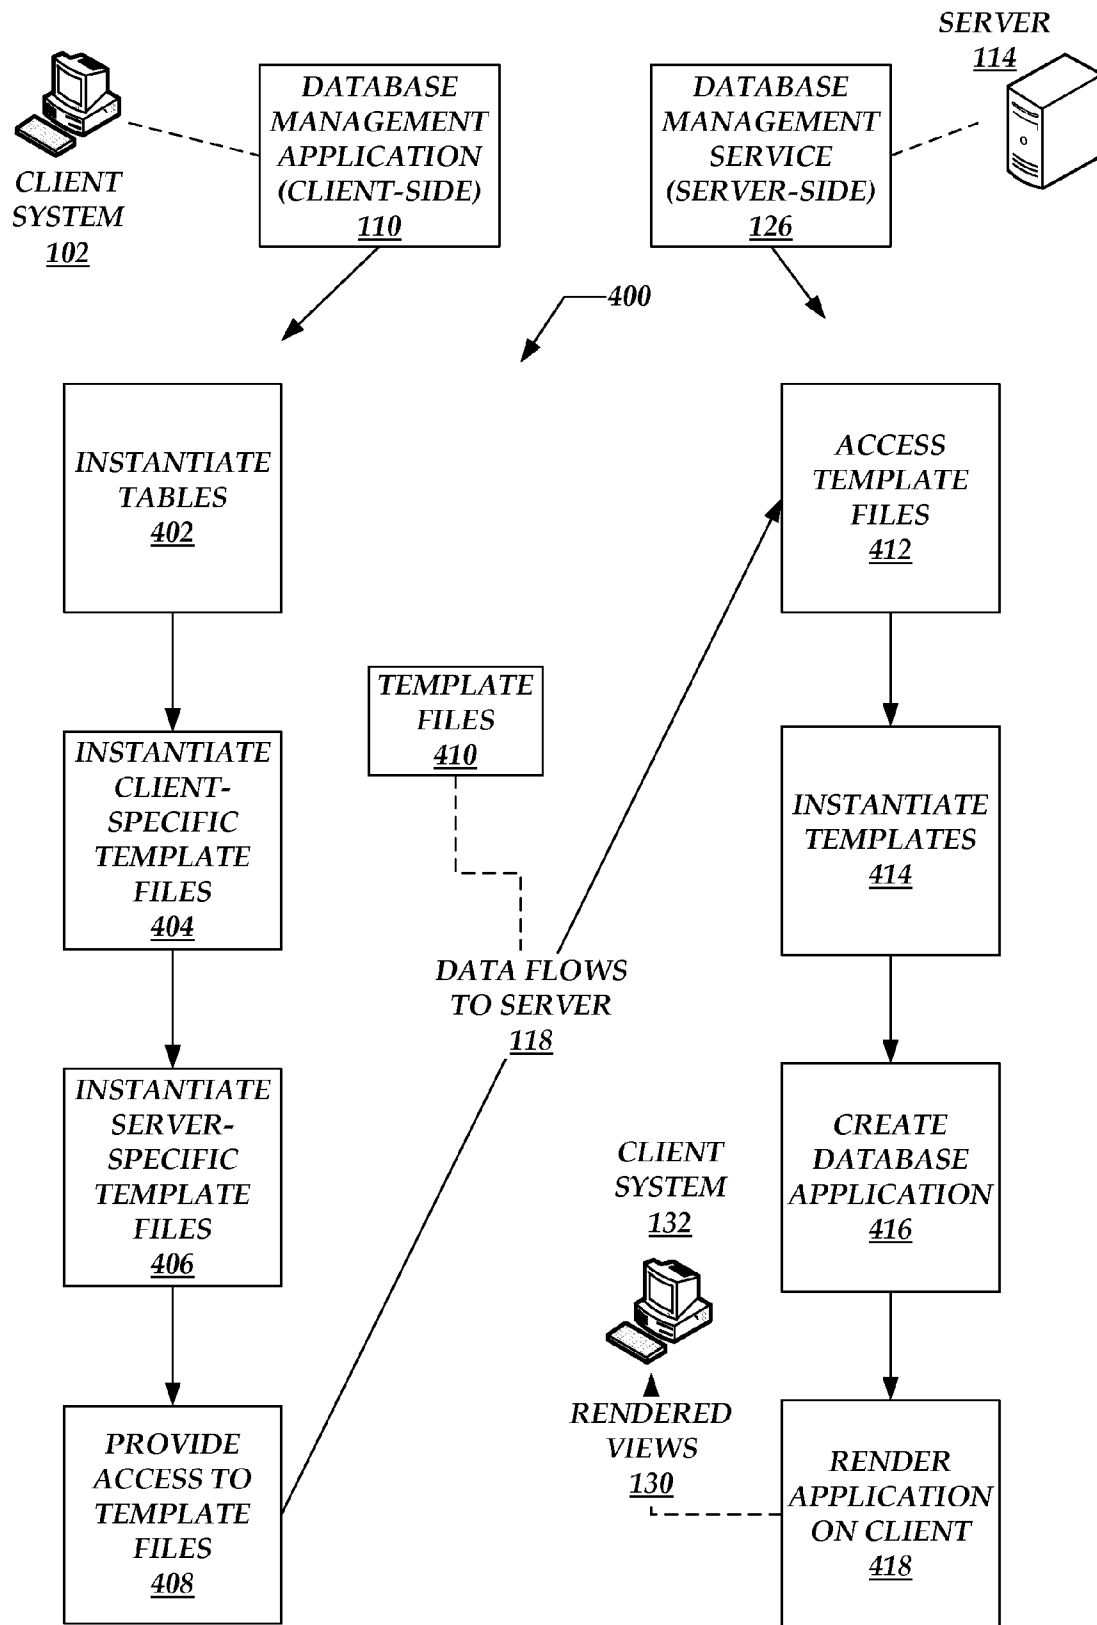 SERVER
114
DATABASE
MANAGEMENT
APPLICATION
(CLIENT-SIDE)
110
DATABASE
MANAGEMENT
SERVICE
(SERVER-SIDE)
126
CLIENT
SYSTEM
102
400
INSTANTIATE
TABLES
402
ACCESS
TEMPLATE
FILES
412
TEMPLATE
FILES
410
INSTANTIATE
CLIENT-
SPECIFIC
TEMPLATE
FILES
404
INSTANTIATE
TEMPLATES
414
DATA FLOWS
TO SERVER
118
INSTANTIATE
SERVER-
SPECIFIC
TEMPLATE
FILES
406
CREATE
DATABASE
APPLICATION
416
CLIENT
SYSTEM
132
RENDERED
VIEWS
130
PROVIDE
ACCESS TO
TEMPLATE
FILES
408
RENDER
APPLICATION
ON CLIENT
418